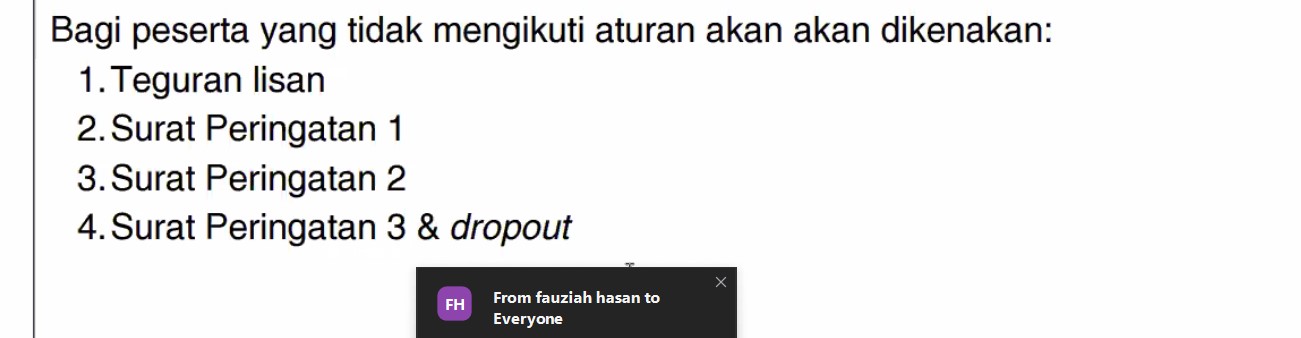 Bagi peserta yang tidak mengikuti aturan akan akan dikenakan:
1. Teguran lisan
2. Surat Peringatan 1
3. Surat Peringatan 2
4. Surat Peringatan 3 & dropout
FH
From fauziah hasan to
Everyone